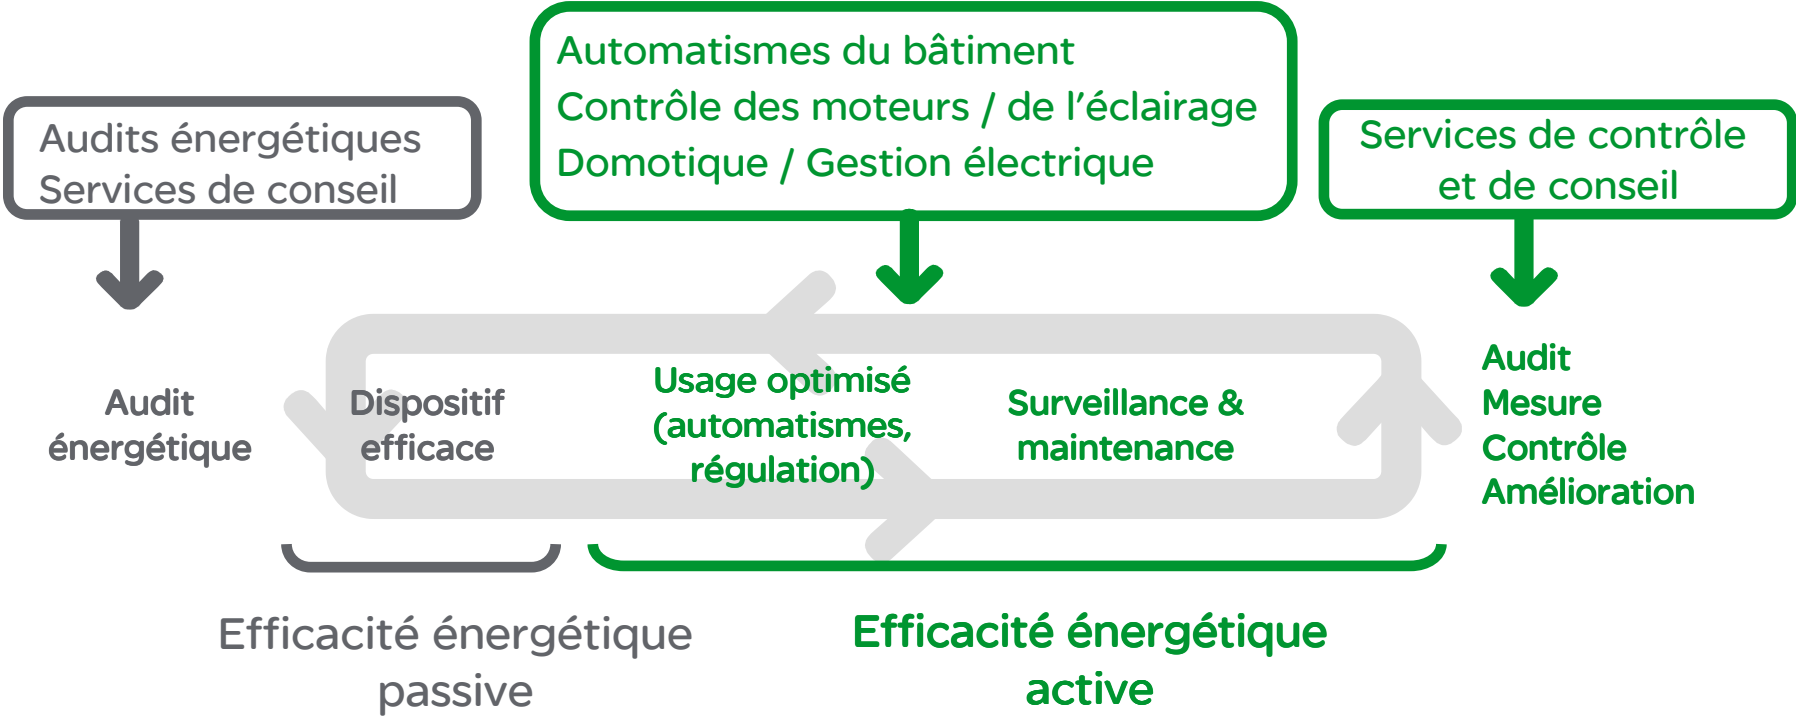 Automatismes du bâtiment
Contrôle des moteurs / de l'éclairage
Domotique / Gestion électrique
Audits énergétiques
Services de conseil
Services de contrôle
et de conseil
Audit
énergétique
Dispositif
efficace
Usage optimisé
(automatismes,
régulation)
Surveillance &
maintenance
Audit
Mesure
Contrôle
Amélioration
Efficacité énergétique
passive
Efficacité énergétique
active